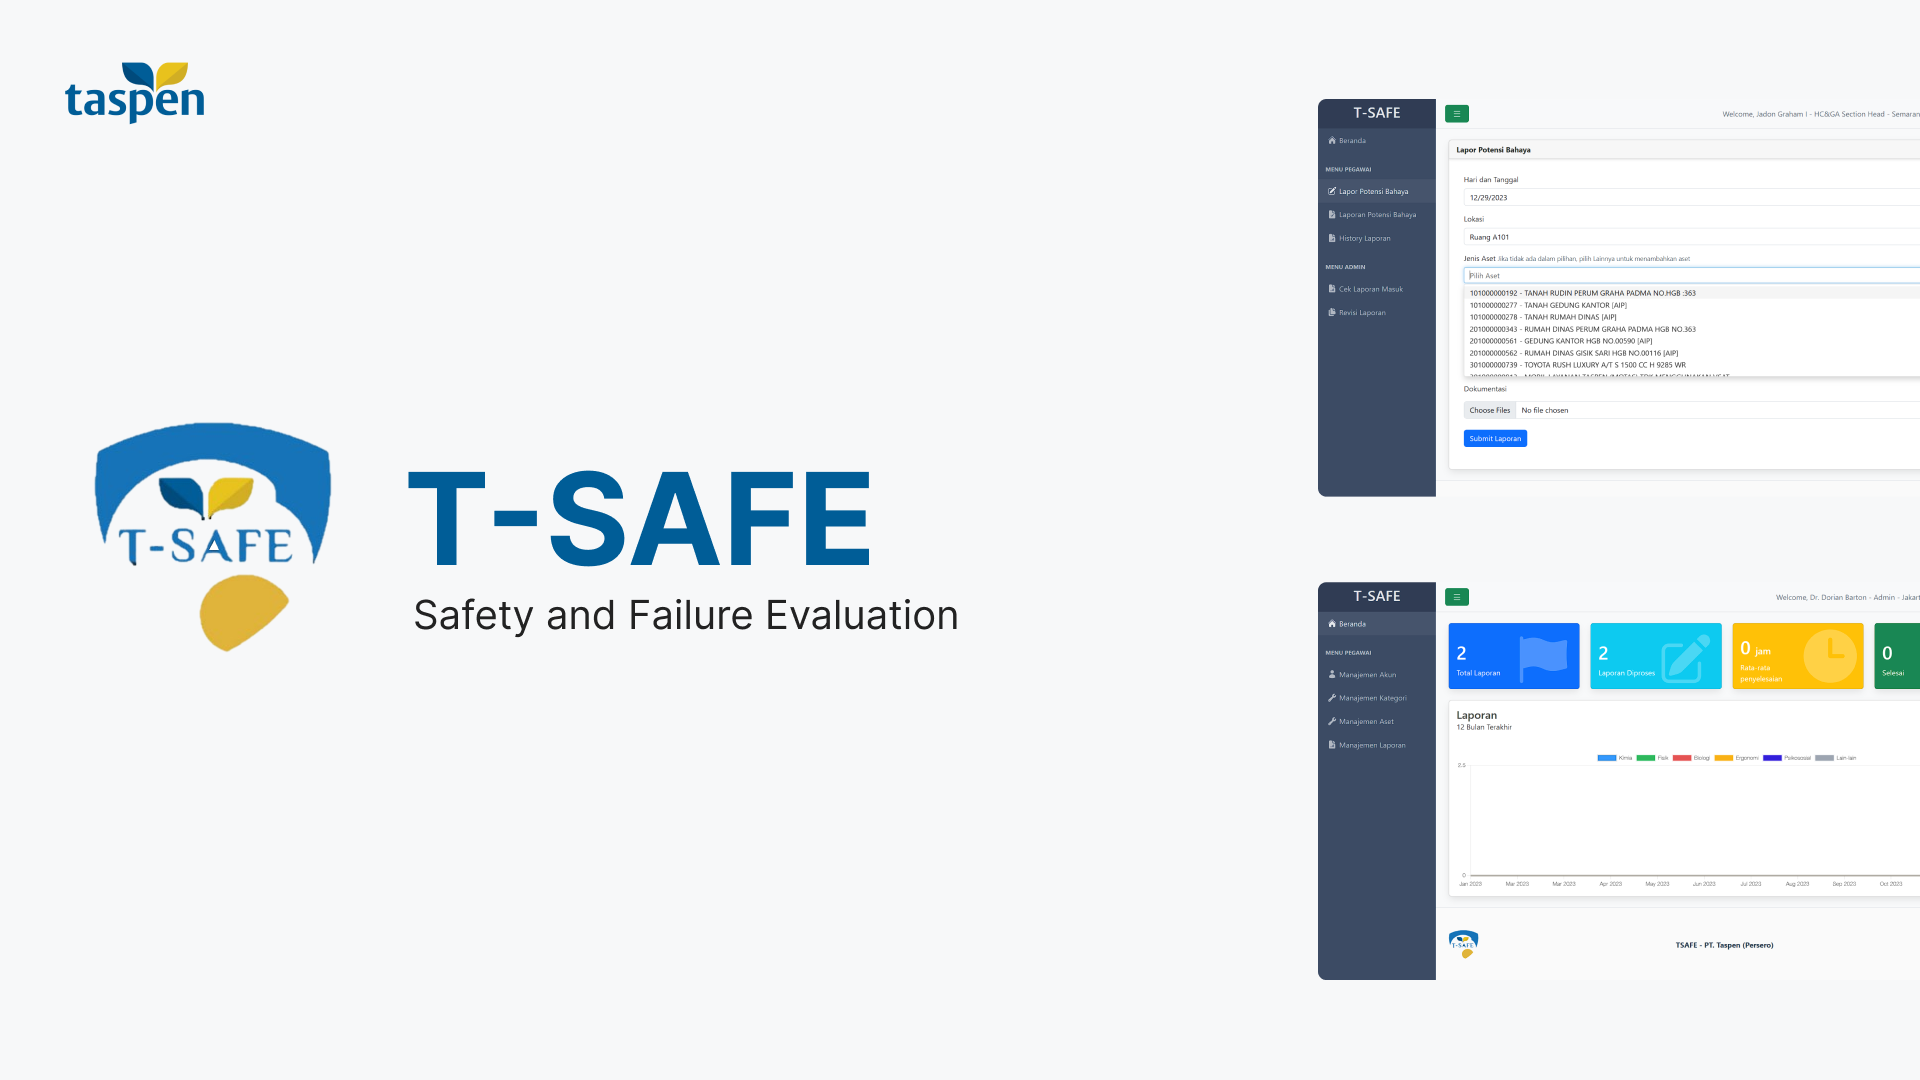 taspen
T-SAFE
T-SAFE
Safety and Failure Evaluation
T-SAFE
Welcome, Jadon Graham I - HC&GA Section Head - Semaran
Beranda
MENU PEGAWAI
Lapor Potensi Bahaya
Laporan Potensi Bahaya
History Laporan
MENU ADMIN
Cek Laporan Masuk
Revisi Laporan
Lapor Potensi Bahaya
Hari dan Tanggal
12/29/2023
Lokasi
Ruang A101
Jenis Aset Jika tidak ada dalam pilihan, pilih Lainnya untuk menambahkan aset
Pilih Aset
101000000192 - TANAH RUDIN PERUM GRAHA PADMA NO.HGB :363
101000000277 - TANAH GEDUNG KANTOR [AIP]
101000000278 - TANAH RUMAH DINAS [AIP]
201000000343 - RUMAH DINAS PERUM GRAHA PADMA HGB NO.363
201000000561 - GEDUNG KANTOR HGB NO.00590 [AIP]
201000000562 - RUMAH DINAS GISIK SARI HGB NO.00116 [AIP]
301000000739 - TOYOTA RUSH LUXURY A/T S 1500 CC H 9285 WR
Dokumentasi
Choose Files No file chosen
Submit Laporan
T-SAFE
Welcome, Dr. Dorian Barton - Admin - Jakart
Beranda
MENU PEGAWAI
Manajemen Akun
Manajemen Kategori
Manajemen Aset
Manajemen Laporan
2
Total Laporan
2
Laporan Diproses
0 jam
Rata-rata
penyelesaian
0
Selesai
Laporan
12 Bulan Terakhir
Kimia Fisik Biologi Ergonomi Psikososial Lain-lain
2.5
0
Jan 2023 Mar 2023 Mar 2023 Apr 2023 May 2023 Jun 2023 Jul 2023 Aug 2023 Sep 2023 Oct 2023
T-SAFE
TSAFE - PT. Taspen (Persero)